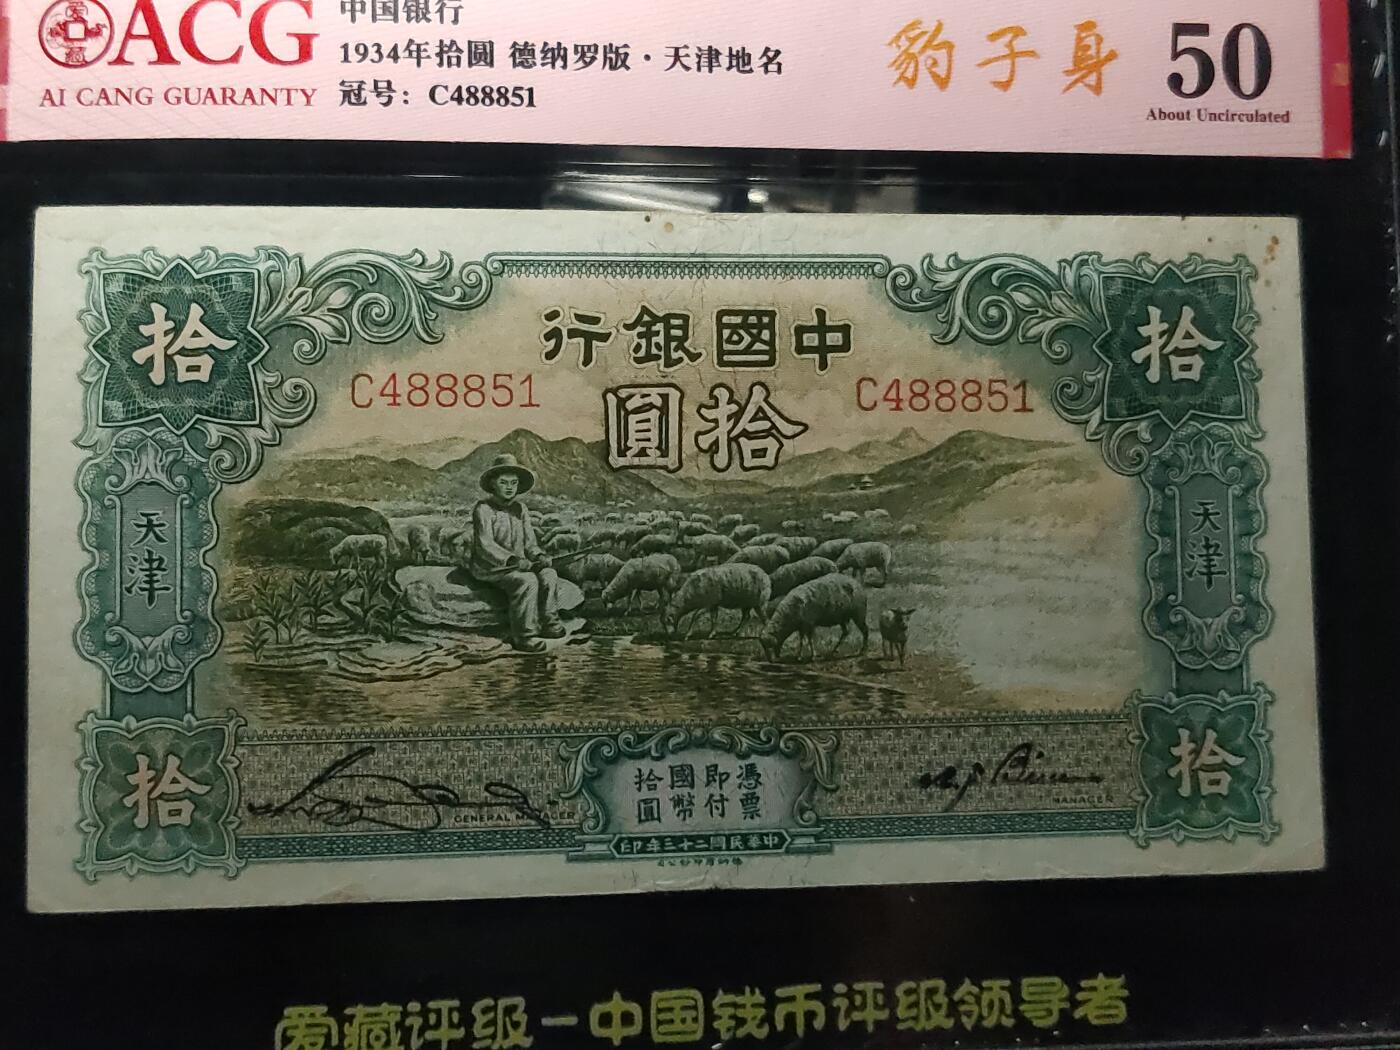 ACG
AI CANG GUARANTY
中国银行
1934年拾圆 德纳罗版·天津地名
冠号: C488851
豹子身
50
About Uncirculated
拾
拾
行銀國中
C488851
C488851
圓拾
天津
天津
拾
拾
GENERAL MANAGER
憑票
即付
國幣
拾圓
MANAGER
印年三十二國民華中
爱藏评级-中国钱币评级领导者